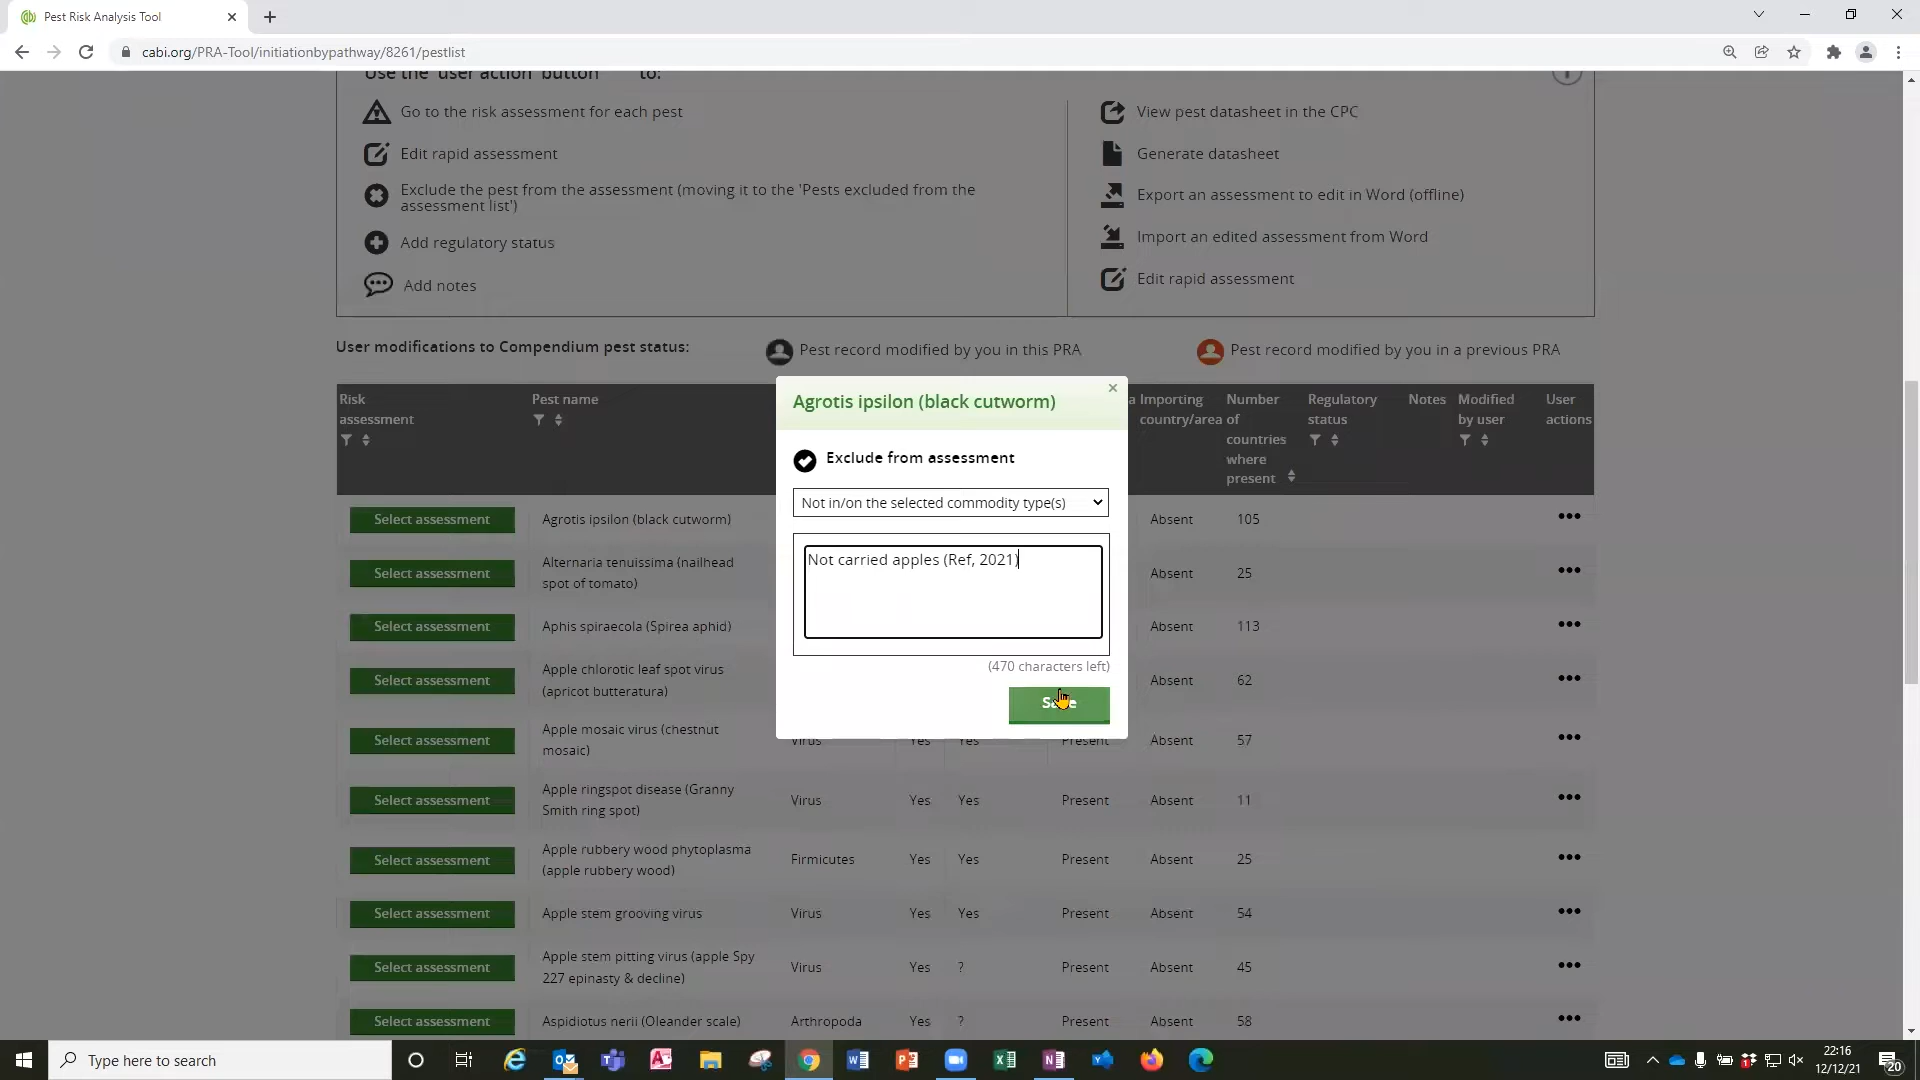 Pest Risk Analysis Tool
cabi.org/PRA-Tool/initiationbypathway/8261/pestlist
Use the 'user action' button to:
Go to the risk assessment for each pest
Edit rapid assessment
Exclude the pest from the assessment (moving it to the 'Pests excluded from the
assessment list')
Add regulatory status
Add notes
View pest datasheet in the CPC
Generate datasheet
Export an assessment to edit in Word (offline)
Import an edited assessment from Word
Edit rapid assessment
User modifications to Compendium pest status:
Pest record modified by you in this PRA
Pest record modified by you in a previous PRA
Risk assessment
Pest name
a Importing country/area
Number of countries where present
Regulatory status
Notes
Modified by user
User actions
Agrotis ipsilon (black cutworm)
×
Exclude from assessment
Not in/on the selected commodity type(s)
Not carried apples (Ref, 2021)
(470 characters left)
Select assessment Agrotis ipsilon (black cutworm) Absent 105
Select assessment Alternaria tenuissima (nailhead spot of tomato) Absent 25
Select assessment Aphis spiraecola (Spirea aphid) Absent 113
Select assessment Apple chlorotic leaf spot virus (apricot butteratura) Absent 62
Select assessment Apple mosaic virus (chestnut mosaic) Virus Yes Yes Present Absent 57
Select assessment Apple ringspot disease (Granny Smith ring spot) Virus Yes Yes Present Absent 11
Select assessment Apple rubbery wood phytoplasma (apple rubbery wood) Firmicutes Yes Yes Present Absent 25
Select assessment Apple stem grooving virus Virus Yes Yes Present Absent 54
Select assessment Apple stem pitting virus (apple Spy 227 epinasty & decline) Virus Yes ? Present Absent 45
Select assessment Aspidiotus nerii (Oleander scale) Arthropoda Yes ? Present Absent 58
Type here to search
22:16
12/12/21
20